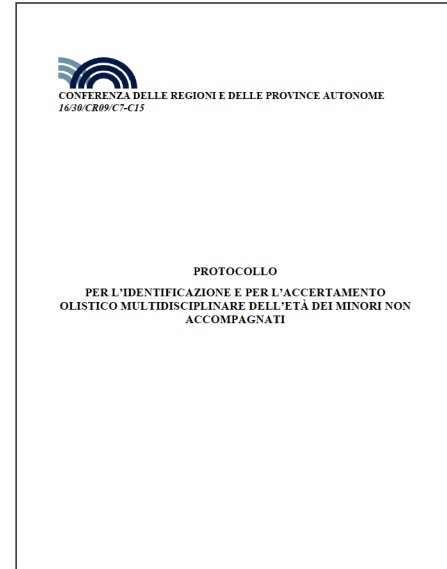 CONFERENZA DELLE REGIONI E DELLE PROVINCE AUTONOME
16/30/CR09/C7-C15
PROTOCOLLO
PER L'IDENTIFICAZIONE E PER L'ACCERTAMENTO
OLISTICO MULTIDISCIPLINARE DELL'ETÀ DEI MINORI NON
ACCOMPAGNATI